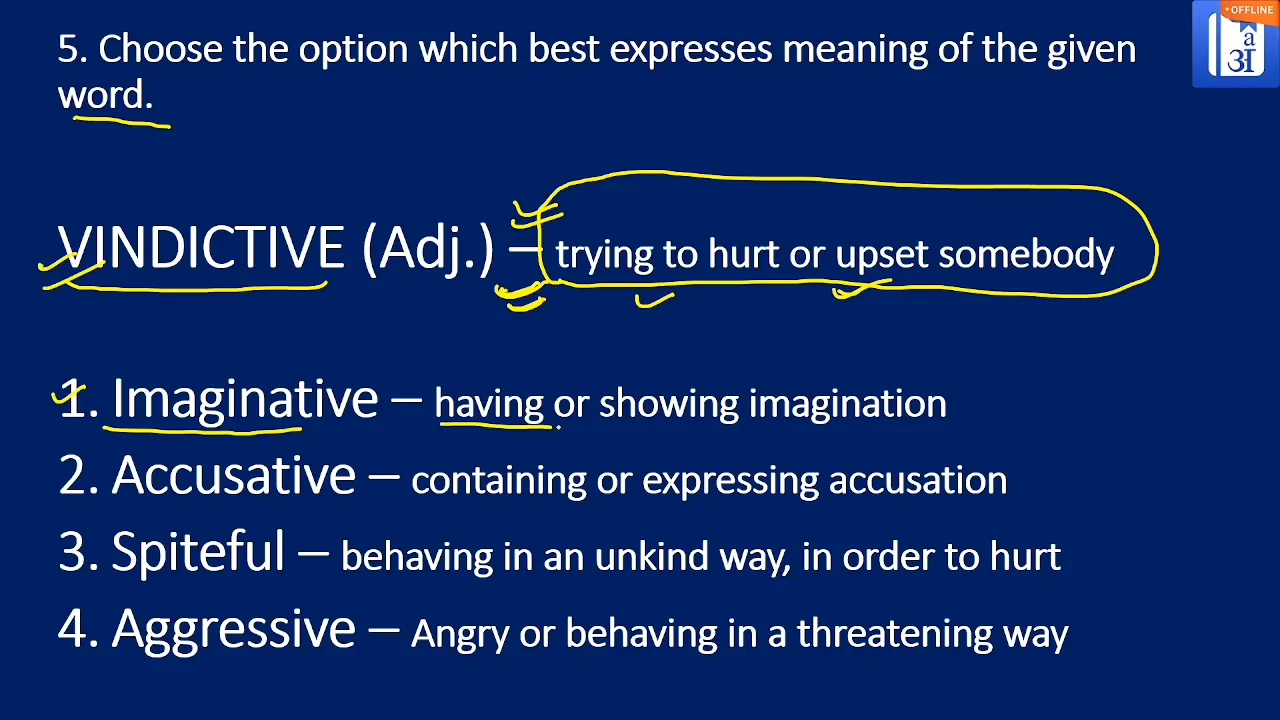 •OFFLINE
a
अ
5. Choose the option which best expresses meaning of the given
word.
VINDICTIVE (Adj.) – trying to hurt or upset somebody
1. Imaginative – having or showing imagination
2. Accusative – containing or expressing accusation
3. Spiteful – behaving in an unkind way, in order to hurt
4. Aggressive – Angry or behaving in a threatening way